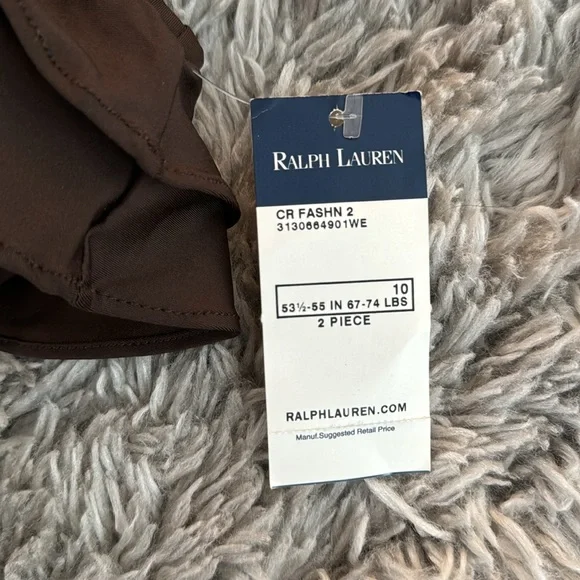 RALPH LAUREN
CR FASHN 2
3130664901WE
10
53½-55 IN 67-74 LBS
2 PIECE
RALPHLAUREN.COM
Manuf.Suggested Retail Price